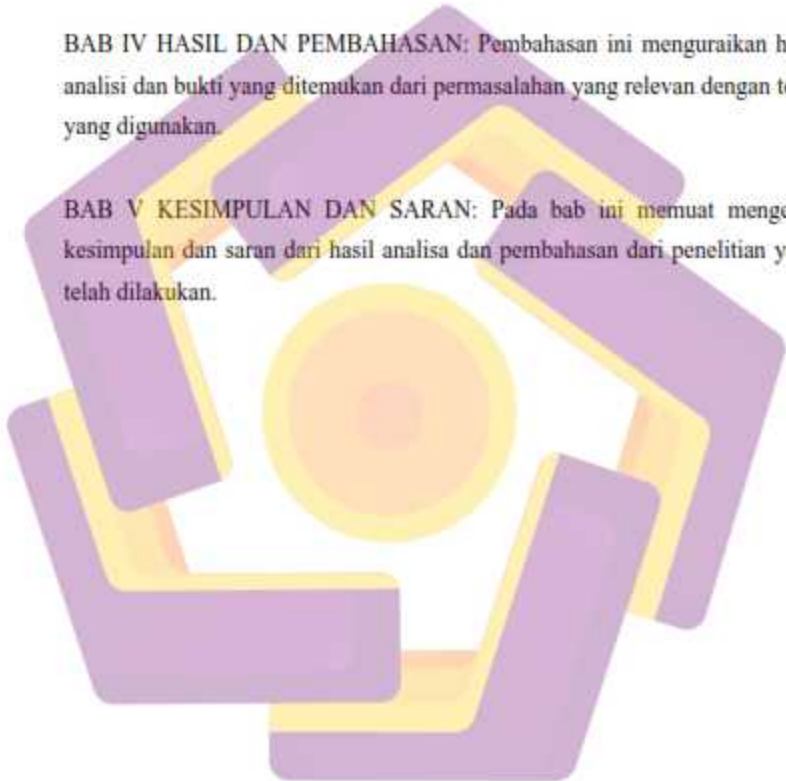 BAB IV HASIL DAN PEMBAHASAN: Pembahasan ini menguraikan
analisi dan bukti yang ditemukan dari permasalahan yang relevan dengan
yang digunakan.
BAB V KESIMPULAN DAN SARAN: Pada bab ini memuat
kesimpulan dan saran dari hasil analisa dan pembahasan dari penelitian
telah dilakukan.